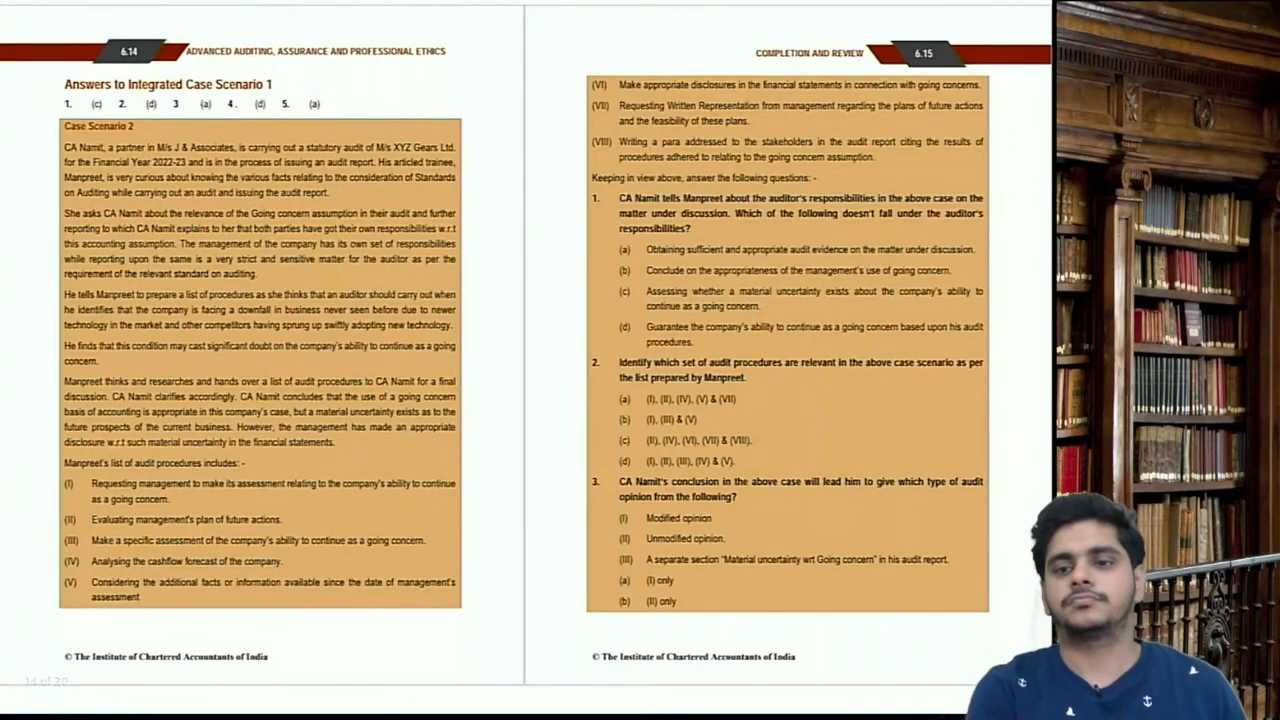 6.14
ADVANCED AUDITING, ASSURANCE AND PROFESSIONAL ETHICS
Answers to Integrated Case Scenario 1
1. (c) 2. (d) 3 (a) 4. (d) 5. (a)
Case Scenario 2
CA Namit, a partner in M/s J & Associates, is carrying out a statutory audit of M/s XYZ Gears Ltd.
for the Financial Year 2022-23 and is in the process of issuing an audit report. His articled trainee,
Manpreet, is very curious about knowing the various facts relating to the consideration of Standards
on Auditing while carrying out an audit and issuing the audit report.
She asks CA Namit about the relevance of the Going concern assumption in their audit and further
reporting to which CA Namit explains to her that both parties have got their own responsibilities w.r.t
this accounting assumption. The management of the company has its own set of responsibilities
while reporting upon the same is a very strict and sensitive matter for the auditor as per the
requirement of the relevant standard on auditing.
He tells Manpreet to prepare a list of procedures as she thinks that an auditor should carry out when
he identifies that the company is facing a downfall in business never seen before due to newer
technology in the market and other competitors having sprung up swiftly adopting new technology.
He finds that this condition may cast significant doubt on the company's ability to continue as a going
concern.
Manpreet thinks and researches and hands over a list of audit procedures to CA Namit for a final
discussion. CA Namit clarifies accordingly. CA Namit concludes that the use of a going concern
basis of accounting is appropriate in this company's case, but a material uncertainty exists as to the
future prospects of the current business. However, the management has made an appropriate
disclosure w.r.t such material uncertainty in the financial statements.
Manpreet's list of audit procedures includes: -
(I) Requesting management to make its assessment relating to the company's ability to continue
as a going concern.
(II) Evaluating management's plan of future actions.
(III) Make a specific assessment of the company's ability to continue as a going concern.
(IV) Analysing the cashflow forecast of the company.
(V) Considering the additional facts or information available since the date of management's
assessment
© The Institute of Chartered Accountants of India
14 of 30
COMPLETION AND REVIEW
6.15
(VI) Make appropriate disclosures in the financial statements in connection with going concerns.
(VII) Requesting Written Representation from management regarding the plans of future actions
and the feasibility of these plans.
(VIII) Writing a para addressed to the stakeholders in the audit report citing the results of
procedures adhered to relating to the going concern assumption.
Keeping in view above, answer the following questions: -
1. CA Namit tells Manpreet about the auditor's responsibilities in the above case on the
matter under discussion. Which of the following doesn't fall under the auditor's
responsibilities?
(a) Obtaining sufficient and appropriate audit evidence on the matter under discussion.
(b) Conclude on the appropriateness of the management's use of going concern.
(c) Assessing whether a material uncertainty exists about the company's ability to
continue as a going concern.
(d) Guarantee the company's ability to continue as a going concern based upon his audit
procedures.
2. Identify which set of audit procedures are relevant in the above case scenario as per
the list prepared by Manpreet.
(a) (I), (II), (IV), (V) & (VII)
(b) (I), (III) & (V)
(c) (II), (IV), (VI), (VII) & (VIII).
(d) (I), (II), (III), (IV) & (V).
3. CA Namit's conclusion in the above case will lead him to give which type of audit
opinion from the following?
(I) Modified opinion
(II) Unmodified opinion.
(III) A separate section "Material uncertainty wrt Going concern" in his audit report.
(a) (I) only
(b) (II) only
© The Institute of Chartered Accountants of India